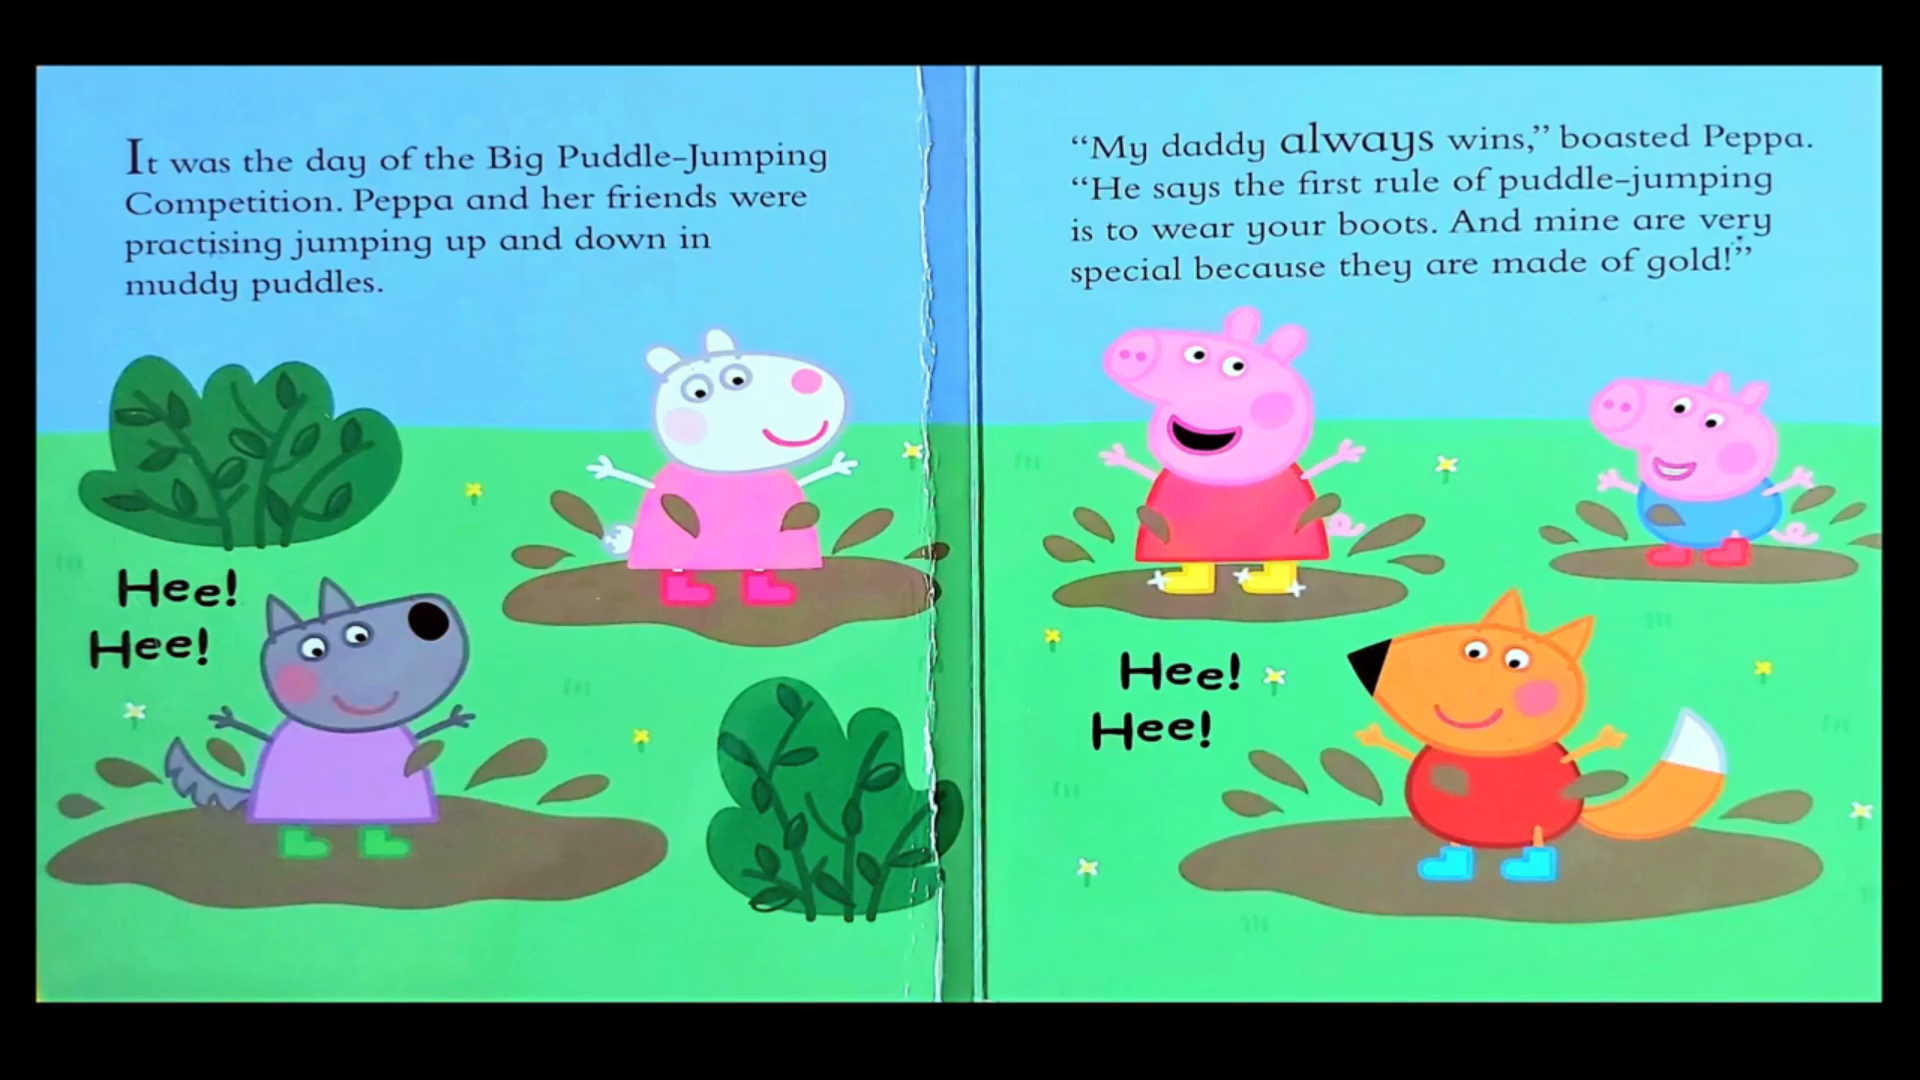 It was the day of the Big Puddle-Jumping
Competition. Peppa and her friends were
practising jumping up and down in
muddy puddles.
Hee!
Hee!
“My daddy always wins,” boasted Peppa.
“He says the first rule of puddle-jumping
is to wear your boots. And mine are very
special because they are made of gold!”
Hee!
Hee!